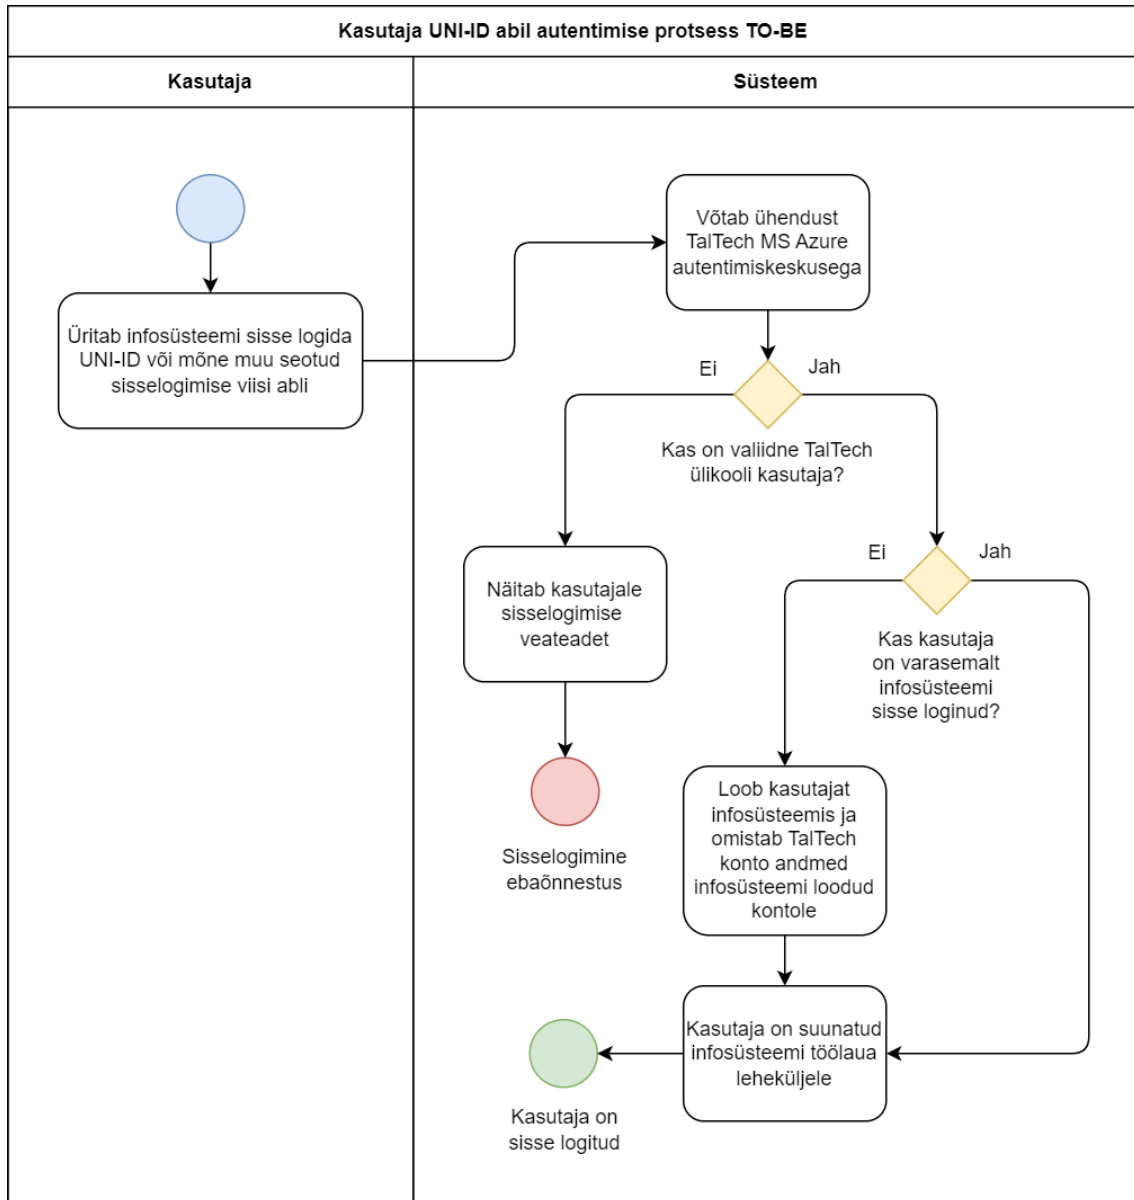 Kasutaja UNI-ID abil autentimise protsess TO-BE
Kasutaja
Süsteem
Üritab infosüsteemi sisse logida
UNI-ID või mõne muu seotud
sisselogimise viisi abli
Võtab ühendust
TalTech MS Azure
autentimiskeskusega
Ei
Jah
Kas on valiidne TalTech
ülikooli kasutaja?
Näitab kasutajale
sisselogimise
veateadet
Sisselogimine
ebaõnnestus
Ei
Jah
Kas kasutaja
on varasemalt
infosüsteemi
sisse loginud?
Loob kasutajat
infosüsteemis ja
omistab TalTech
konto andmed
infosüsteemi loodud
kontole
Kasutaja on suunatud
infosüsteemi töölaua
leheküljele
Kasutaja on
sisse logitud